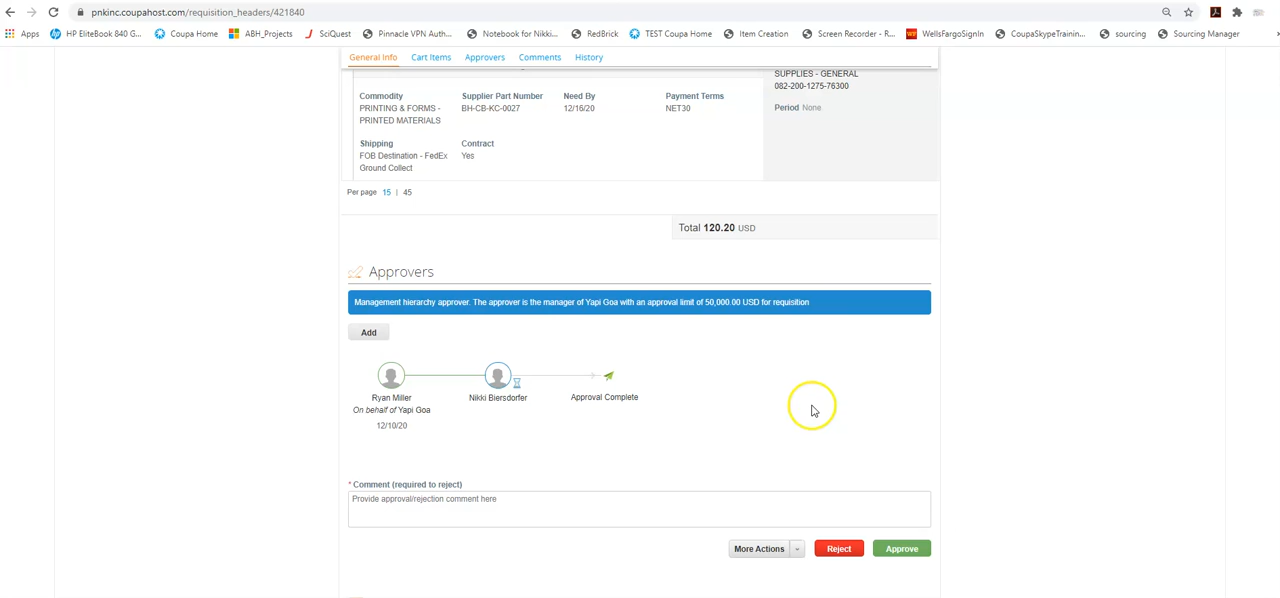 pnkinc.coupahost.com/requisition_headers/421840
Apps HP EliteBook 840 G... Coupa Home ABH_Projects SciQuest Pinnacle VPN Auth... Notebook for Nikki... RedBrick TEST Coupa Home Item Creation Screen Recorder - R... WellsFargoSignIn CoupaSkypeTrainin... sourcing Sourcing Manager
General Info Cart Items Approvers Comments History
SUPPLIES - GENERAL
082-200-1275-76300
Period None
Commodity Supplier Part Number Need By Payment Terms
PRINTING & FORMS - BH-CB-KC-0027 12/16/20 NET30
PRINTED MATERIALS
Shipping Contract
FOB Destination - FedEx Yes
Ground Collect
Per page 15 | 45
Total 120.20 USD
Approvers
Management hierarchy approver. The approver is the manager of Yapi Goa with an approval limit of 50,000.00 USD for requisition
Add
Ryan Miller Nikki Biersdorfer Approval Complete
On behalf of Yapi Goa
12/10/20
* Comment (required to reject)
Provide approval/rejection comment here
More Actions Reject Approve